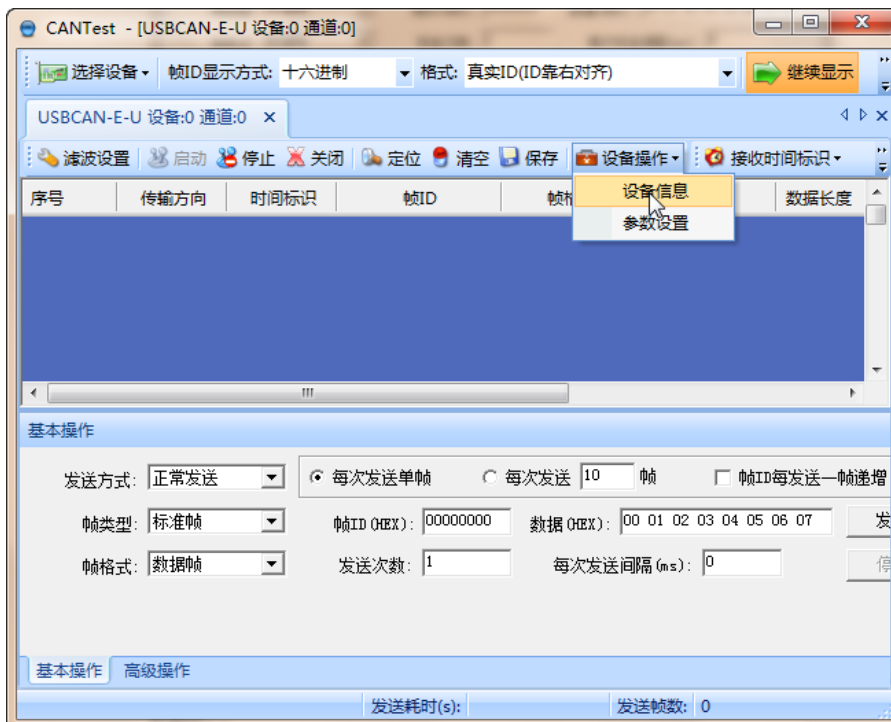 CANTest - [USBCAN-E-U 设备:0 通道:0]
选择设备 帧ID显示方式: 十六进制 格式: 真实ID(ID靠右对齐) 继续显示
USBCAN-E-U 设备:0 通道:0
滤波设置 启动 停止 关闭 定位 清空 保存 设备操作 接收时间标识
序号 传输方向 时间标识 帧ID 数据长度
设备信息
参数设置
基本操作
发送方式: 正常发送 每次发送单帧 每次发送 10 帧 帧ID每发送一帧递增
帧类型: 标准帧 帧ID(HEX): 00000000 数据(HEX): 00 01 02 03 04 05 06 07 发
帧格式: 数据帧 发送次数: 1 每次发送间隔(ms): 0
基本操作 高级操作
发送耗时(s): 发送帧数: 0